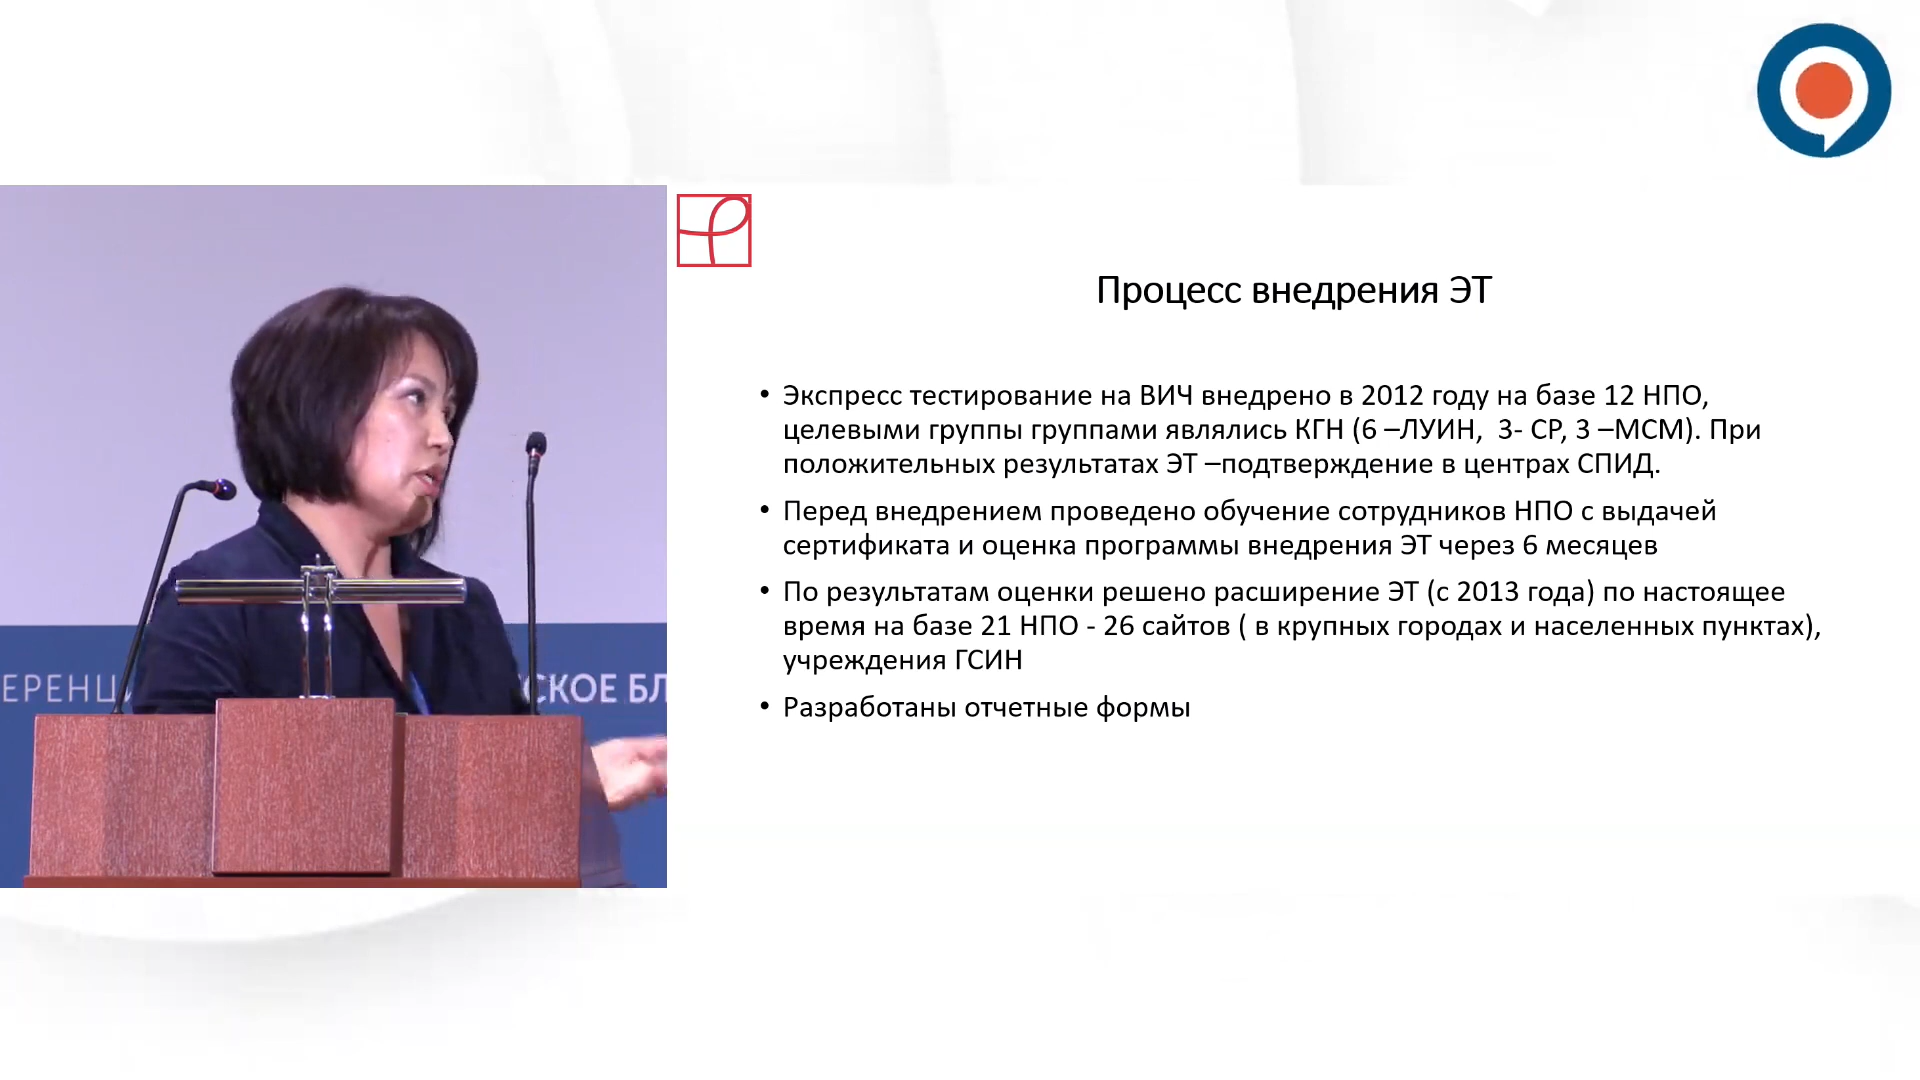 Процесс внедрения ЭТ
• Экспресс тестирование на ВИЧ внедрено в 2012 году на базе 12 НПО,
целевыми группы группами являлись КГН (6 –ЛУИН,  3- СР, 3 –МСМ). При
положительных результатах ЭТ –подтверждение в центрах СПИД.
• Перед внедрением проведено обучение сотрудников НПО с выдачей
сертификата и оценка программы внедрения ЭТ через 6 месяцев
• По результатам оценки решено расширение ЭТ (с 2013 года) по настоящее
время на базе 21 НПО - 26 сайтов ( в крупных городах и населенных пунктах),
учреждения ГСИН
• Разработаны отчетные формы
ЕРЕНЦ
СКОЕ БЛ